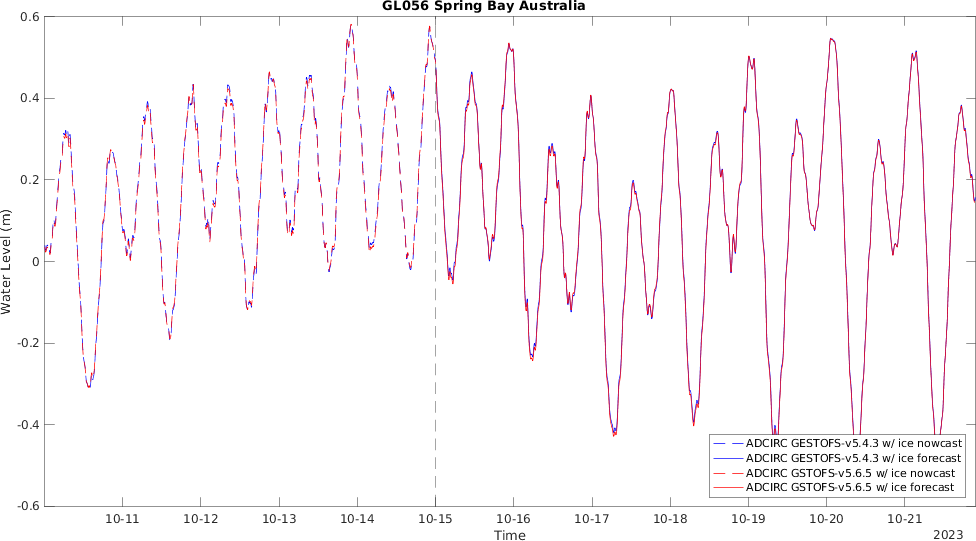 GL056 Spring Bay Australia
0.6
0.4
0.2
0
-0.2
-0.4
-0.6
Water Level (m)
10-11
10-12
10-13
10-14
10-15
10-16
10-17
10-18
10-19
10-20
10-21
Time
2023
ADCIRC GESTOFS-v5.4.3 w/ ice nowcast
ADCIRC GESTOFS-v5.4.3 w/ ice forecast
ADCIRC GSTOFS-v5.6.5 w/ ice nowcast
ADCIRC GSTOFS-v5.6.5 w/ ice forecast